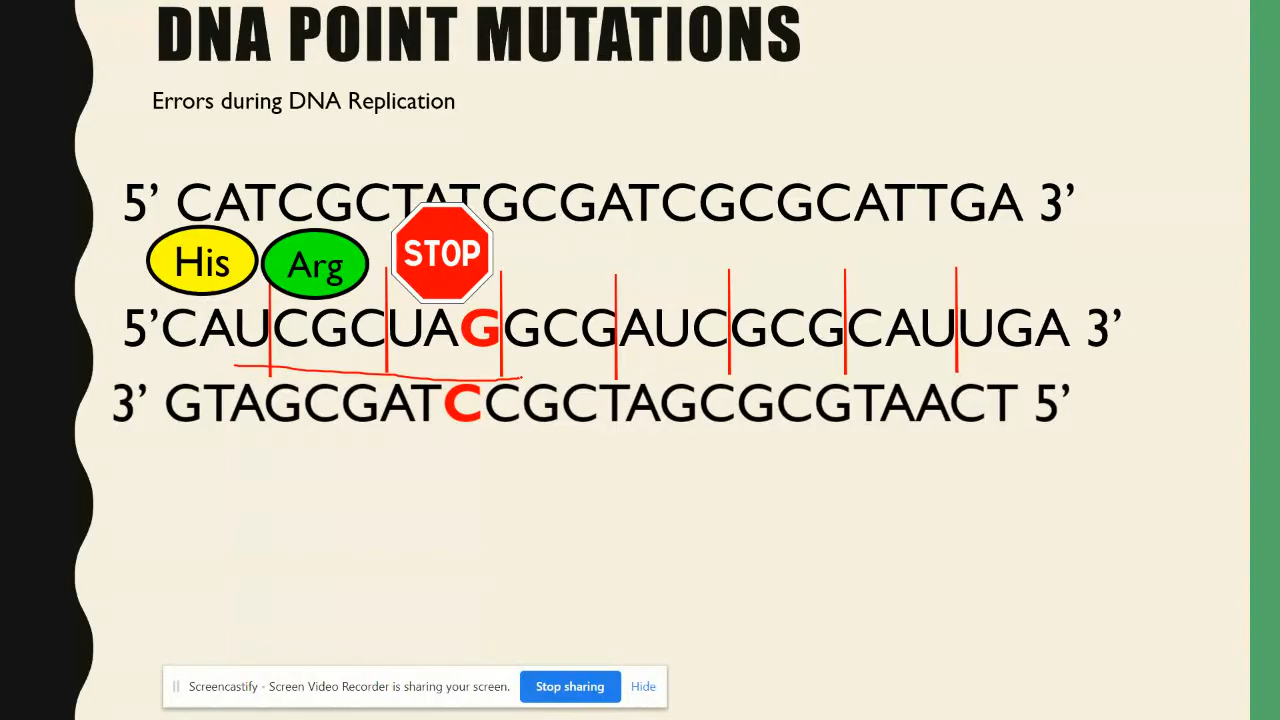 DNA POINT MUTATIONS
Errors during DNA Replication
5’ CATCGCTATGCGATCGCGCATTGA 3’
His Arg STOP
5’CAUCGCUAGGCGAUCGCGCAUUGA 3’
3’ GTAGCGATCCGCTAGCGCGTAACT 5’
Screencastify - Screen Video Recorder is sharing your screen. Stop sharing Hide